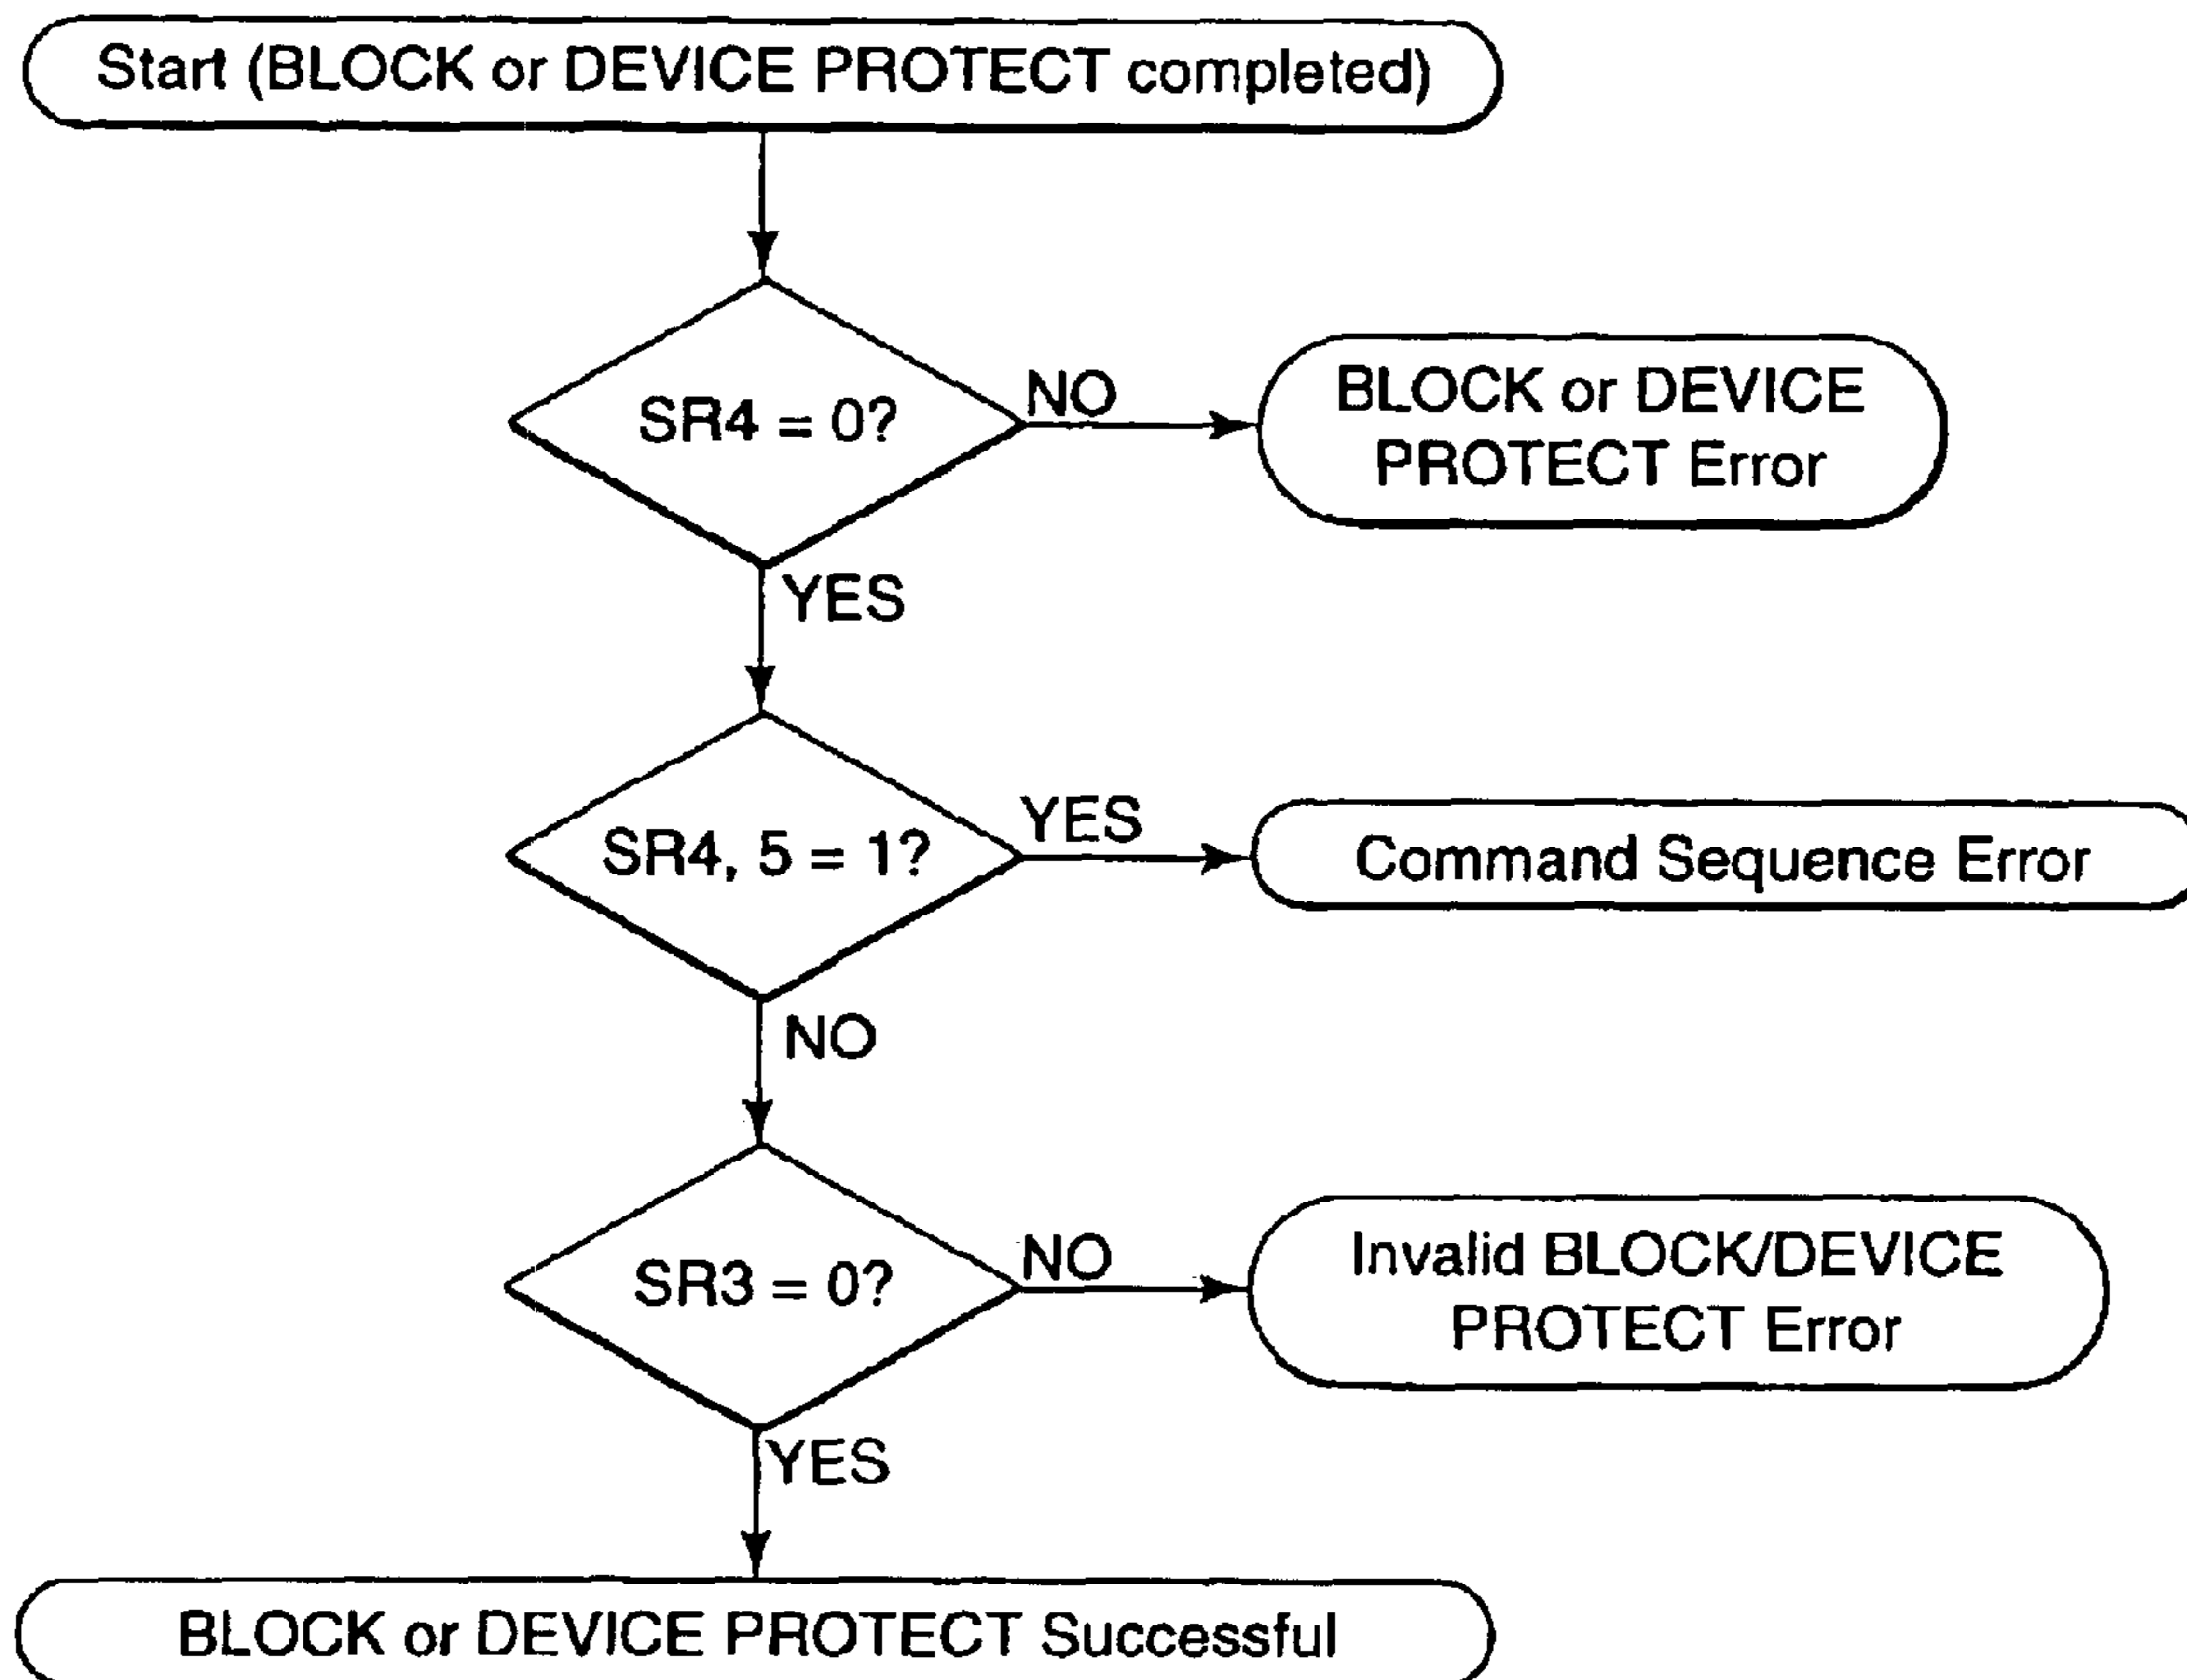 Start (BLOCK or DEVICE PROTECT completed)
SR4 = 0?
NO
BLOCK or DEVICE
PROTECT Error
YES
SR4, 5 = 1?
YES
Command Sequence Error
NO
SR3 = 0?
NO
Invalid BLOCK/DEVICE
PROTECT Error
YES
BLOCK or DEVICE PROTECT Successful